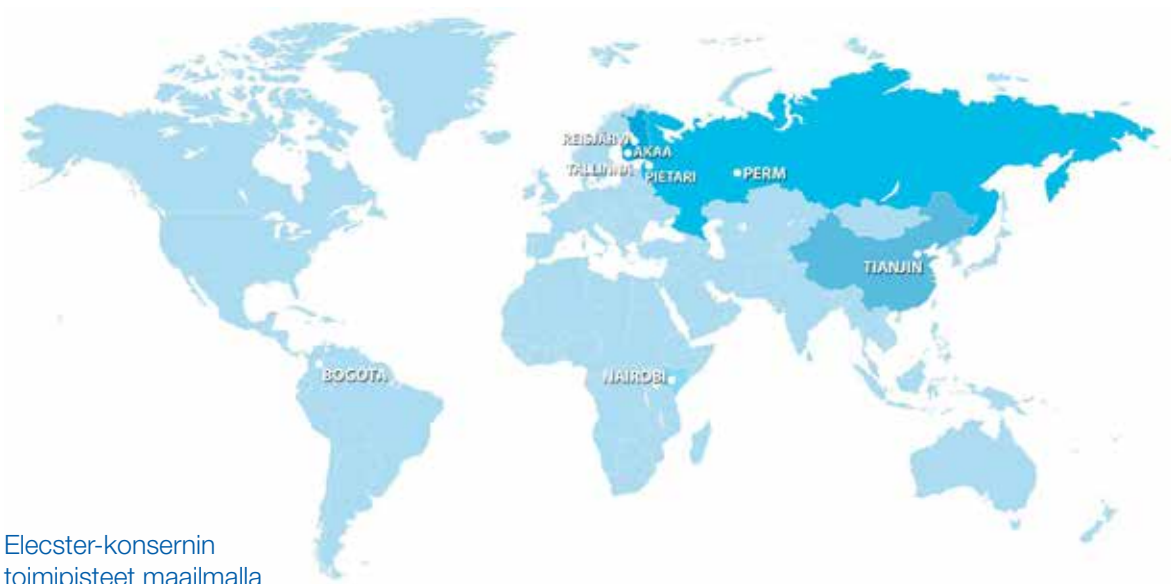 REISJÄRVI
AKAA
TALLINNA
PIETARI
PERM
TIANJIN
BOGOTA
NAIROBI
Elecster-konsernin
toimipisteet maailmalla